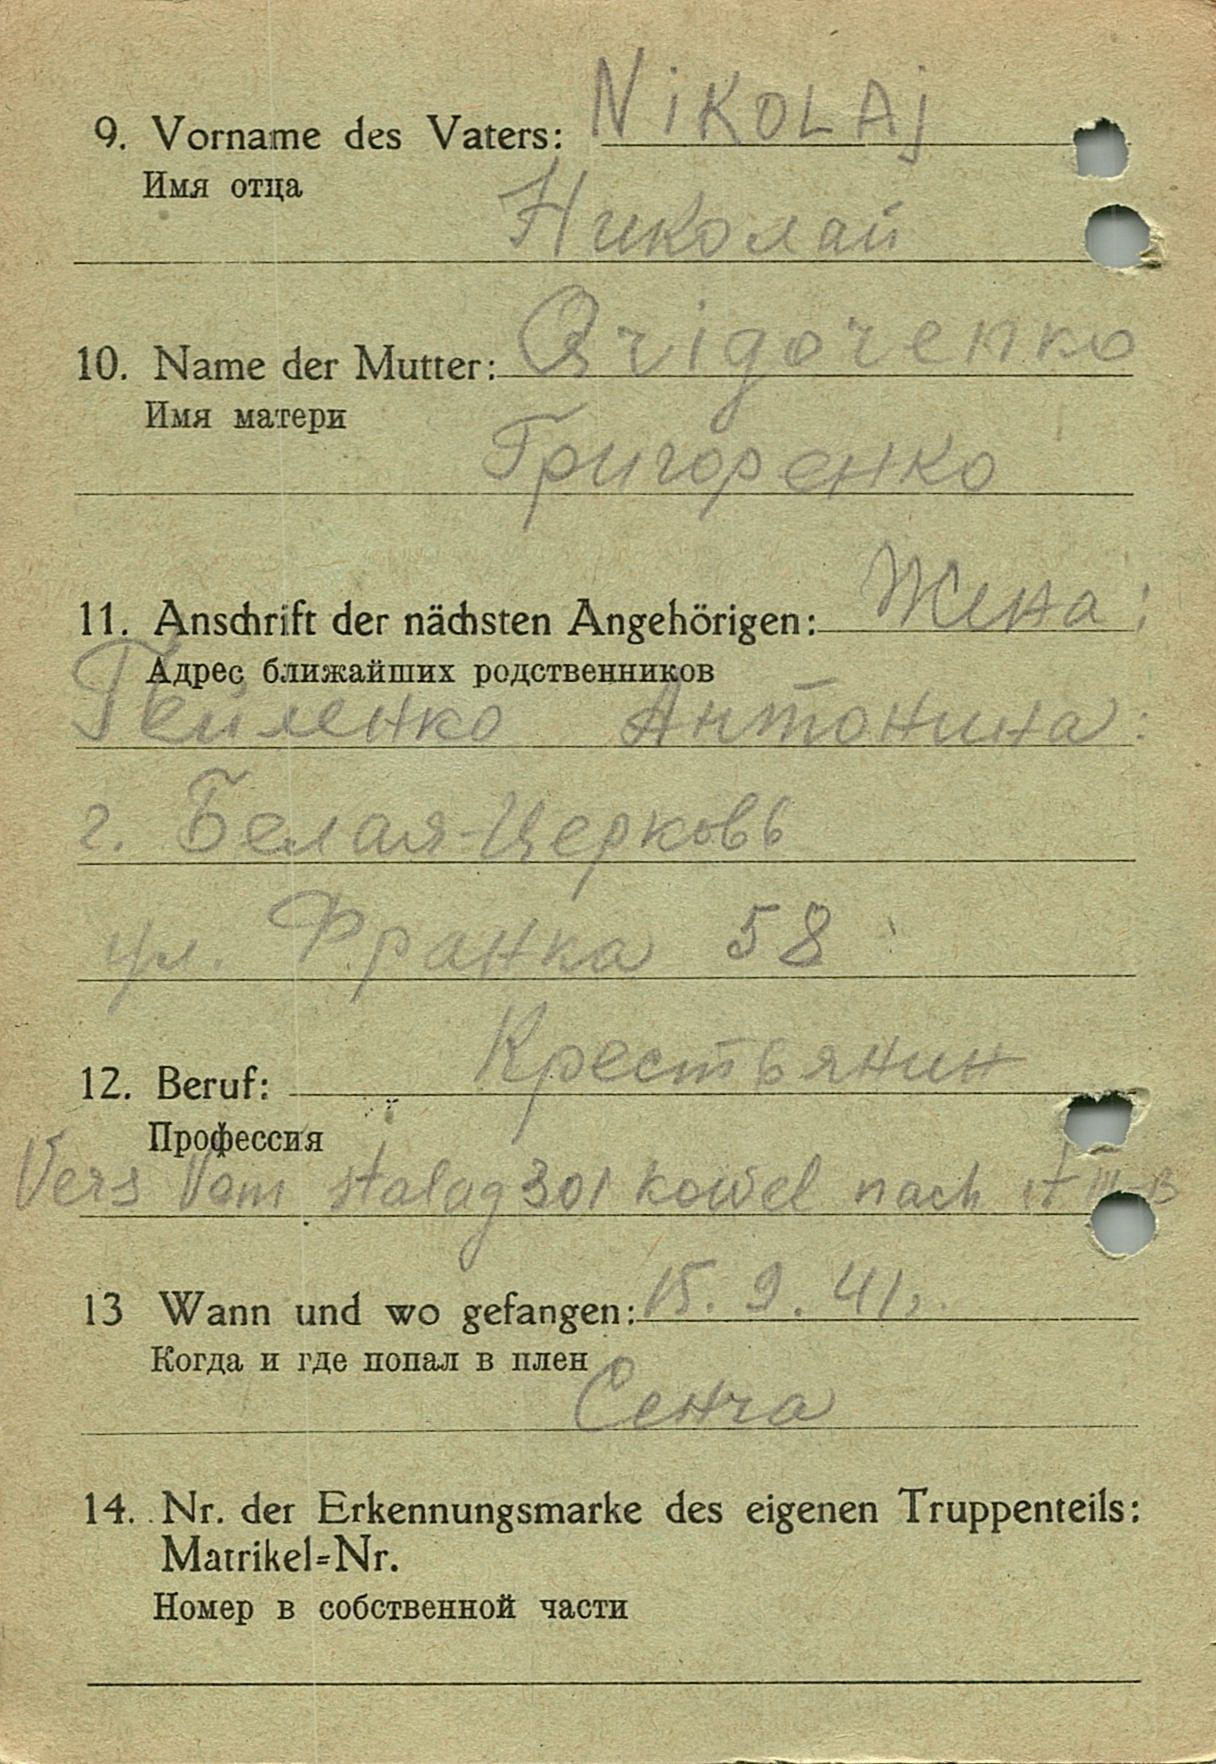 9. Vorname des Vaters: NiKOLAj
Имя отца
Николай
10. Name der Mutter: Grigorenko
Имя матери
Григоренко
11. Anschrift der nächsten Angehörigen: Жена:
Адрес ближайших родственников
Гейленко Антонина:
г. Белая-Церковь
ул. Франка 58
12. Beruf: Крестьянин
Профессия
Vers Vom stalag 301 kowel nach III-B
13 Wann und wo gefangen: 15. 9. 41
Когда и где попал в плен
Сенча
14. Nr. der Erkennungsmarke des eigenen Truppenteils:
Matrikel=Nr.
Номер в собственной части